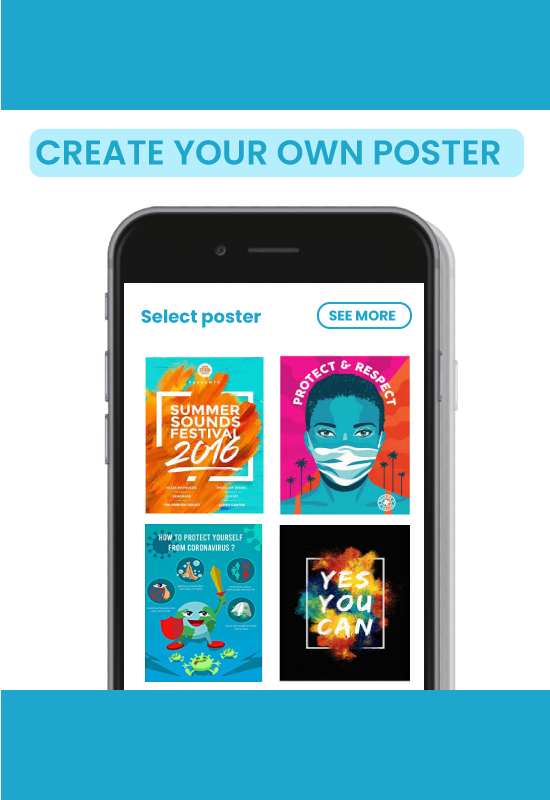 CREATE YOUR OWN POSTER
Select poster
SEE MORE
PRESENTS
SUMMER
SOUNDS
FESTIVAL
2016
PROTECT & RESPECT
HOW TO PROTECT YOURSELF
FROM CORONAVIRUS ?
YES
YOU
CAN